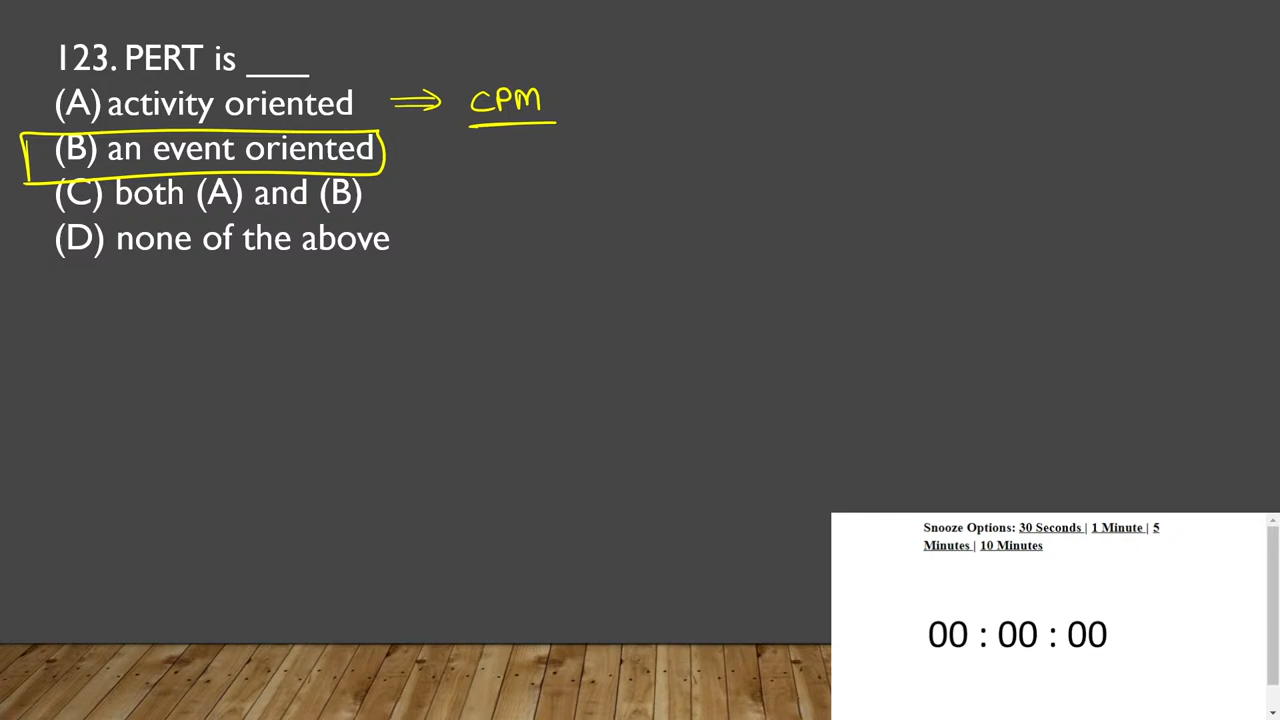 123. PERT is ____
(A) activity oriented ⇒ CPM
(B) an event oriented
(C) both (A) and (B)
(D) none of the above
Snooze Options: 30 Seconds | 1 Minute | 5
Minutes | 10 Minutes
00 : 00 : 00